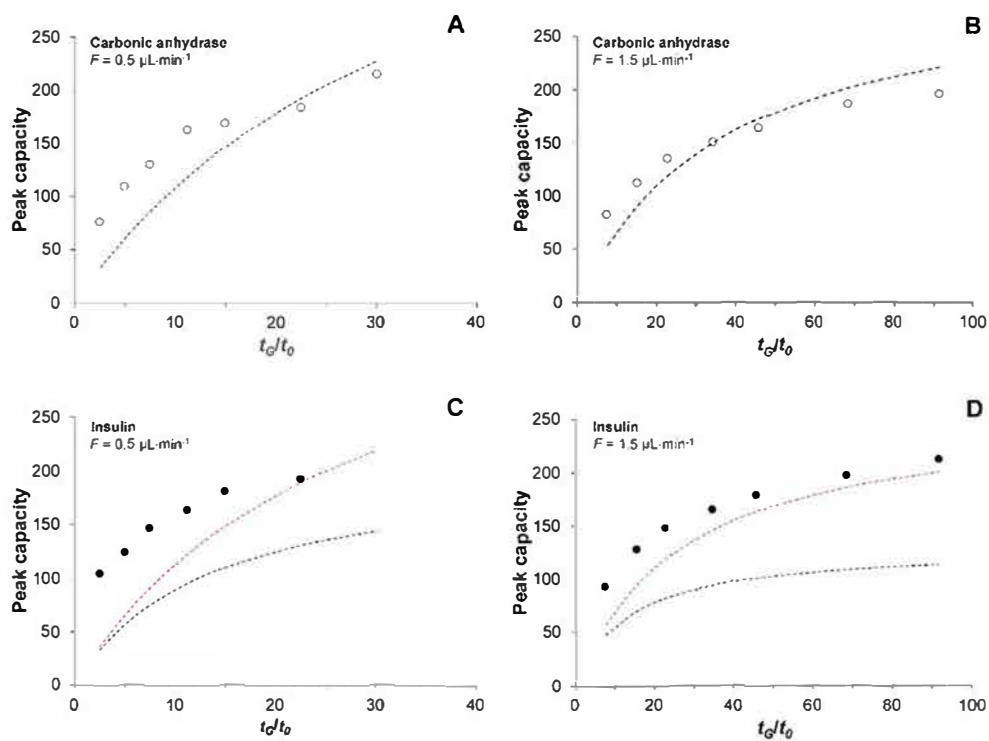 A
Carbonic anhydrase
F = 0.5 µL·min⁻¹
Peak capacity
250
200
150
100
50
0
0 10 20 30 40
t_G/t_0
B
Carbonic anhydrase
F = 1.5 µL·min⁻¹
Peak capacity
250
200
150
100
50
0
0 20 40 60 80 100
t_G/t_0
C
Insulin
F = 0.5 µL·min⁻¹
Peak capacity
250
200
150
100
50
0
0 10 20 30 40
t_G/t_0
D
Insulin
F = 1.5 µL·min⁻¹
Peak capacity
250
200
150
100
50
0
0 20 40 60 80 100
t_G/t_0